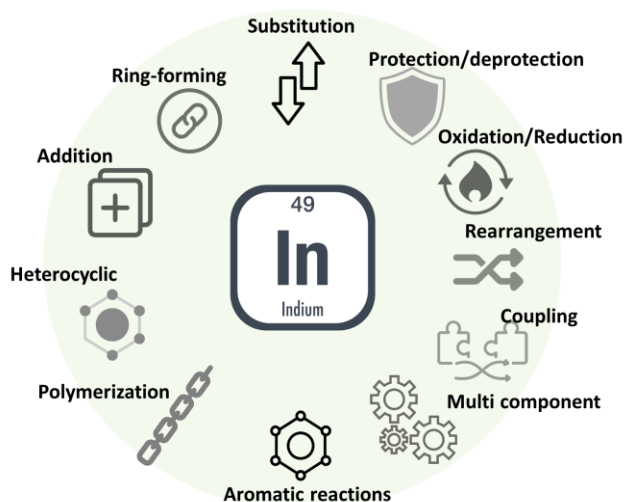 Substitution
Ring-forming
Protection/deprotection
Addition
Oxidation/Reduction
49
In
Indium
Rearrangement
Heterocyclic
Coupling
Polymerization
Multi component
Aromatic reactions